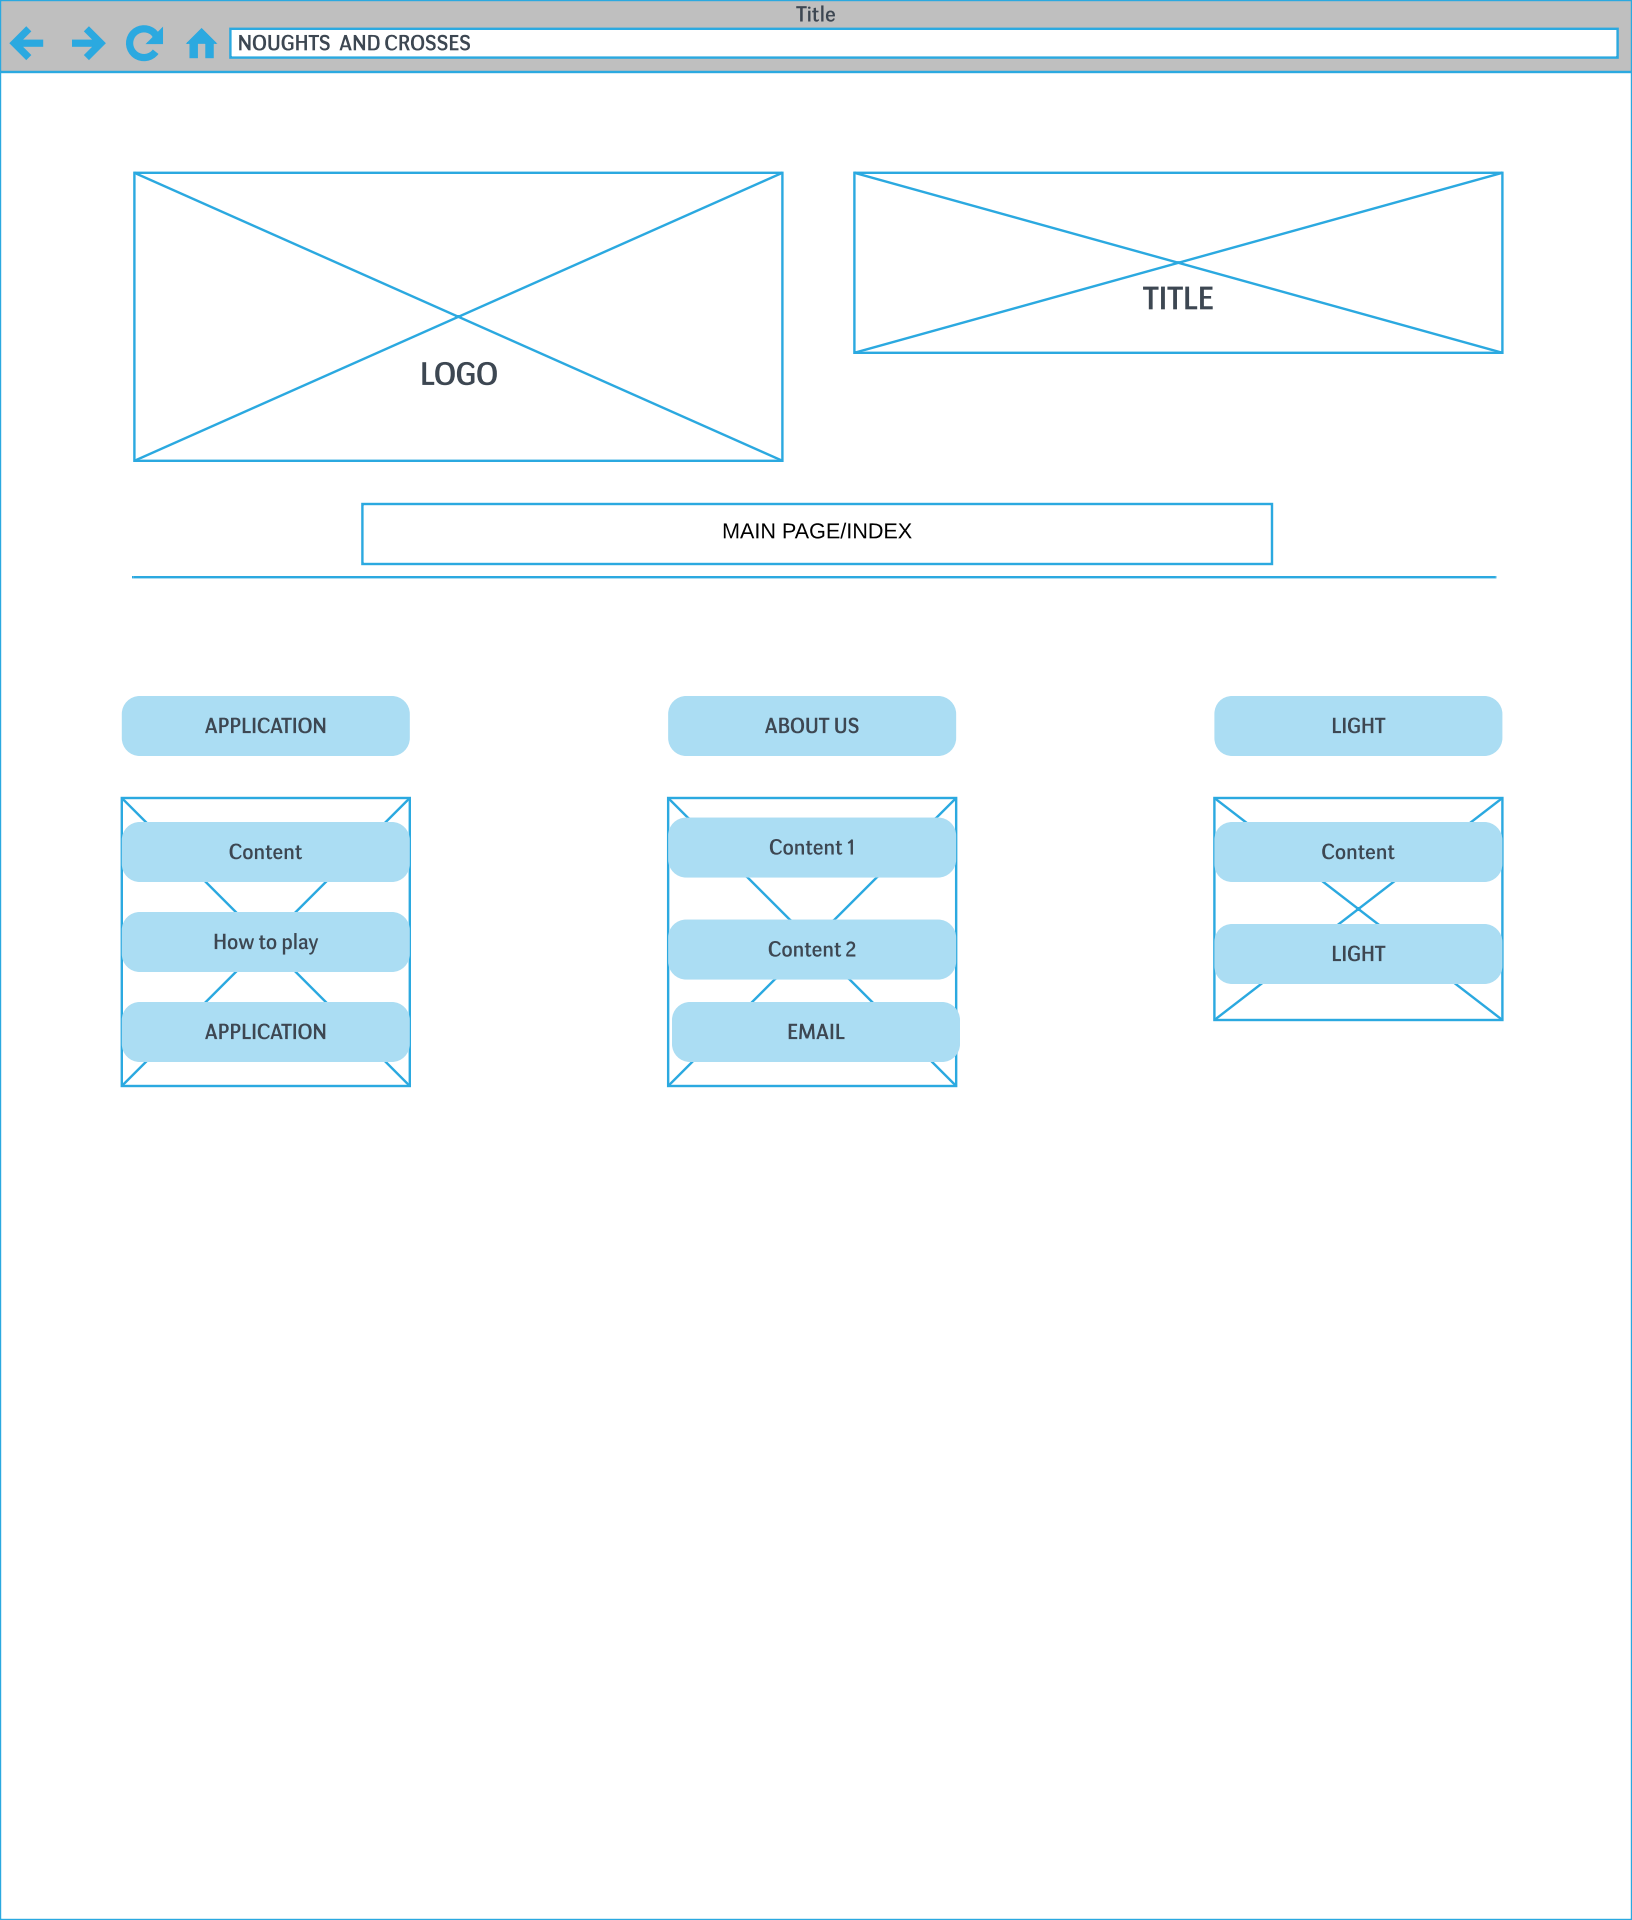 Title
NOUGHTS  AND CROSSES
LOGO
TITLE
MAIN PAGE/INDEX
APPLICATION
ABOUT US
LIGHT
Content
How to play
APPLICATION
Content 1
Content 2
EMAIL
Content
LIGHT